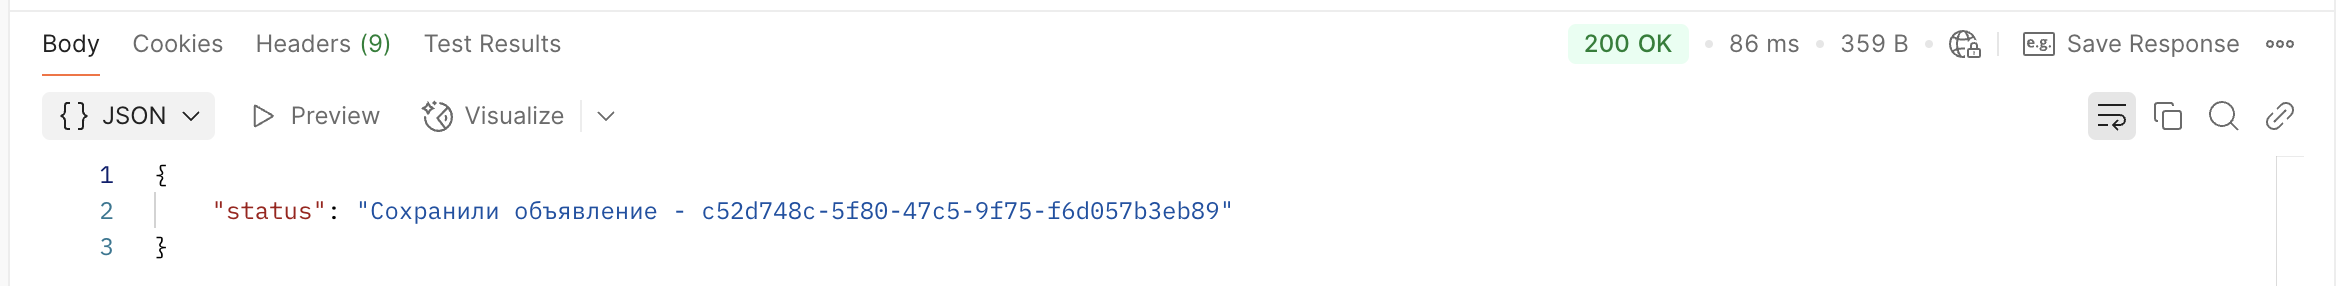 Body Cookies Headers (9) Test Results 200 OK 86 ms 359 B e.g. Save Response
{} JSON Preview Visualize
1 {
2 "status": "Сохранили объявление - c52d748c-5f80-47c5-9f75-f6d057b3eb89"
3 }